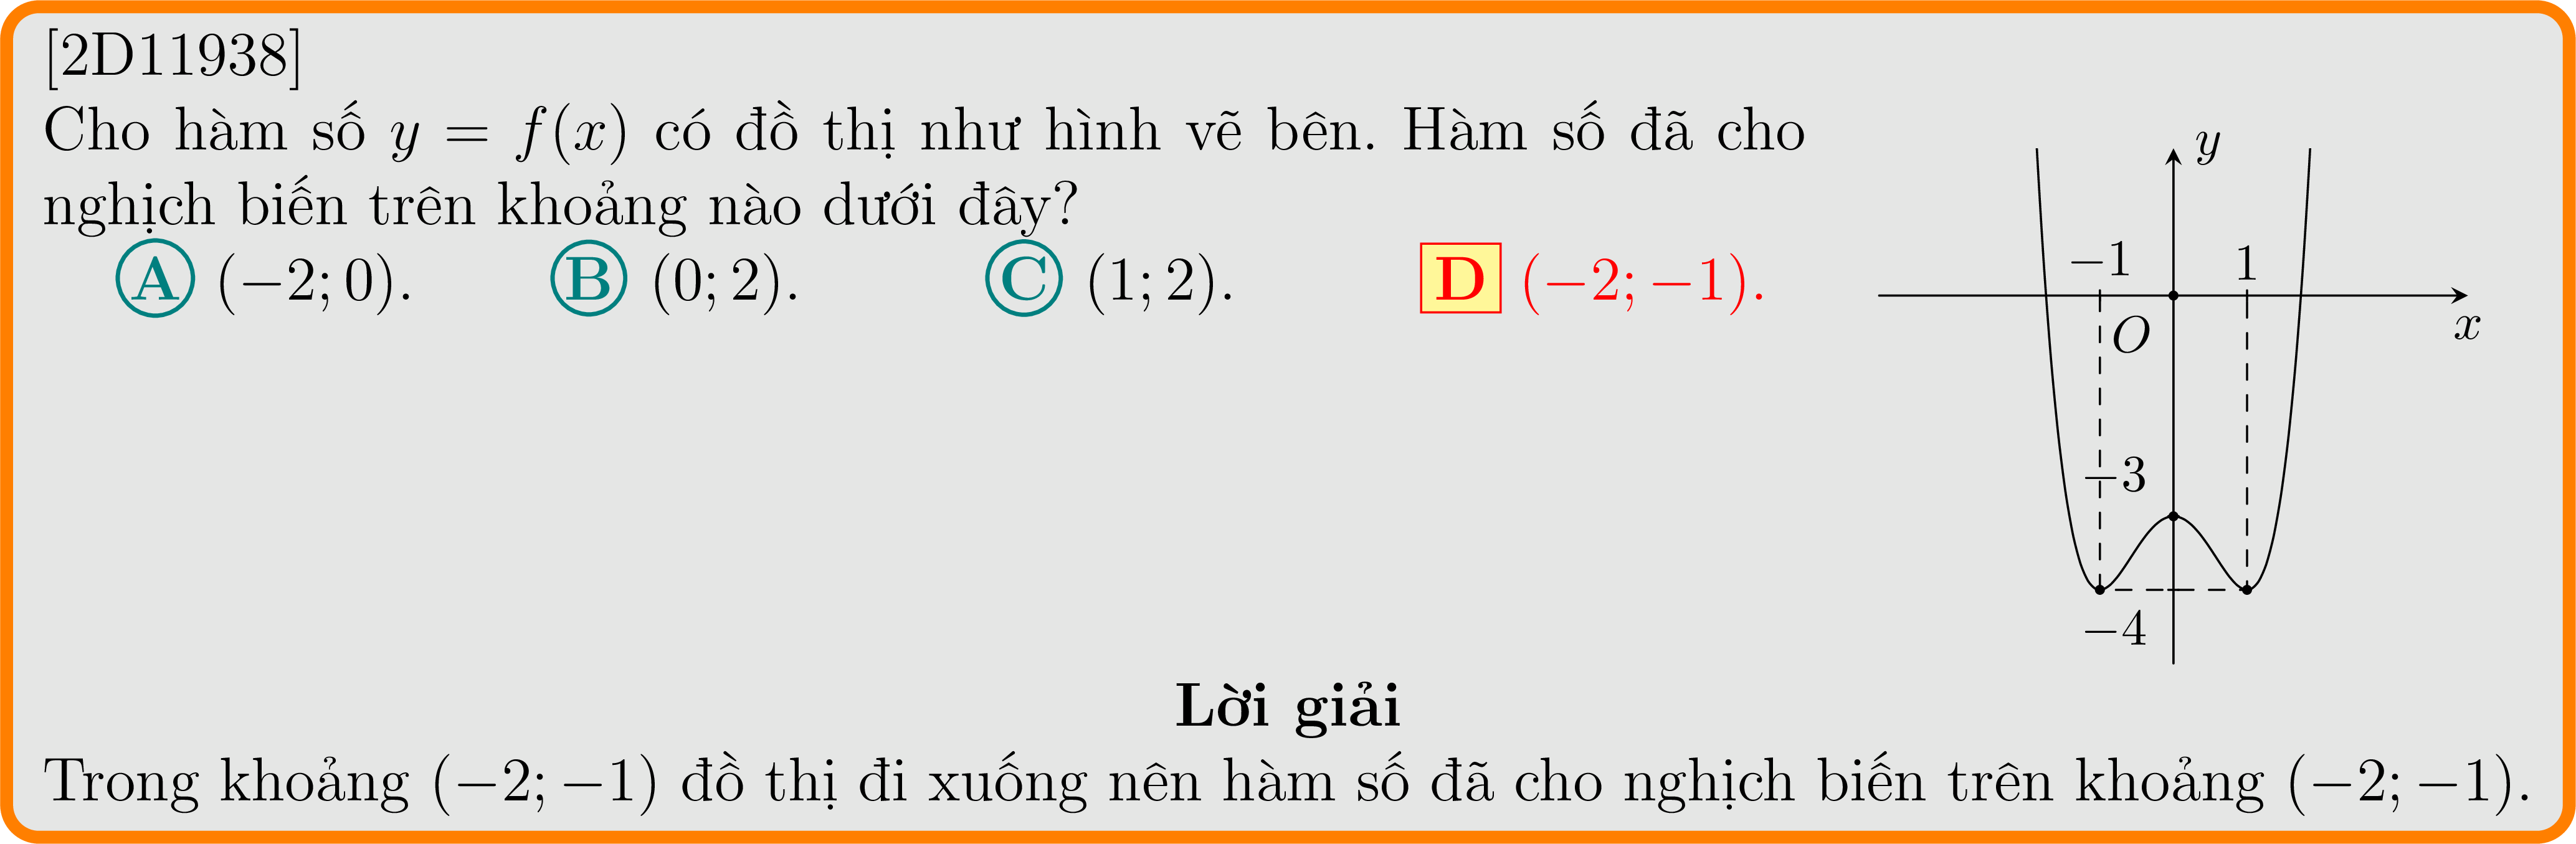 [2D11938]
Cho hàm số y = f(x) có đồ thị như hình vẽ bên. Hàm số đã cho
nghịch biến trên khoảng nào dưới đây?
A (−2; 0). B (0; 2). C (1; 2). D (−2; −1).
y
−1 1
O x
−3
−4
Lời giải
Trong khoảng (−2; −1) đồ thị đi xuống nên hàm số đã cho nghịch biến trên khoảng (−2; −1).